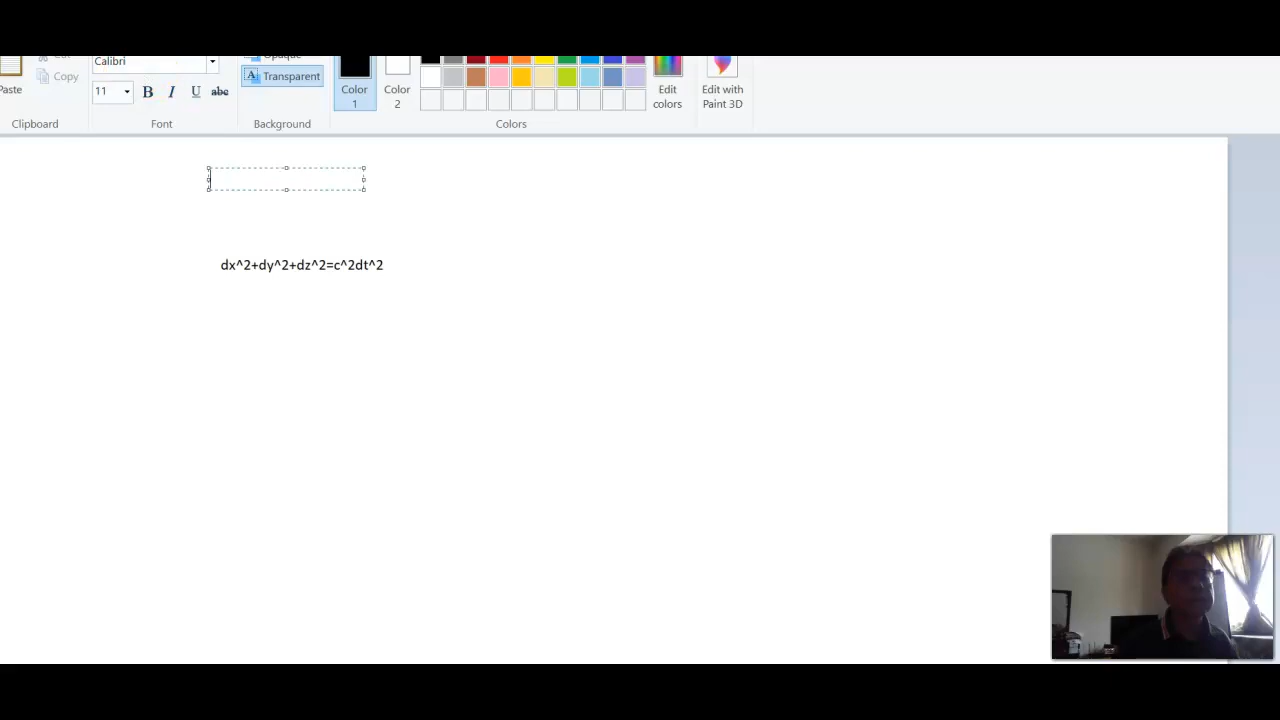 Cut
Calibri
Opaque
Copy
Transparent
Paste
11
B I U abc
Color 1
Color 2
Edit colors
Edit with Paint 3D
Clipboard
Font
Background
Colors
dx^2+dy^2+dz^2=c^2dt^2